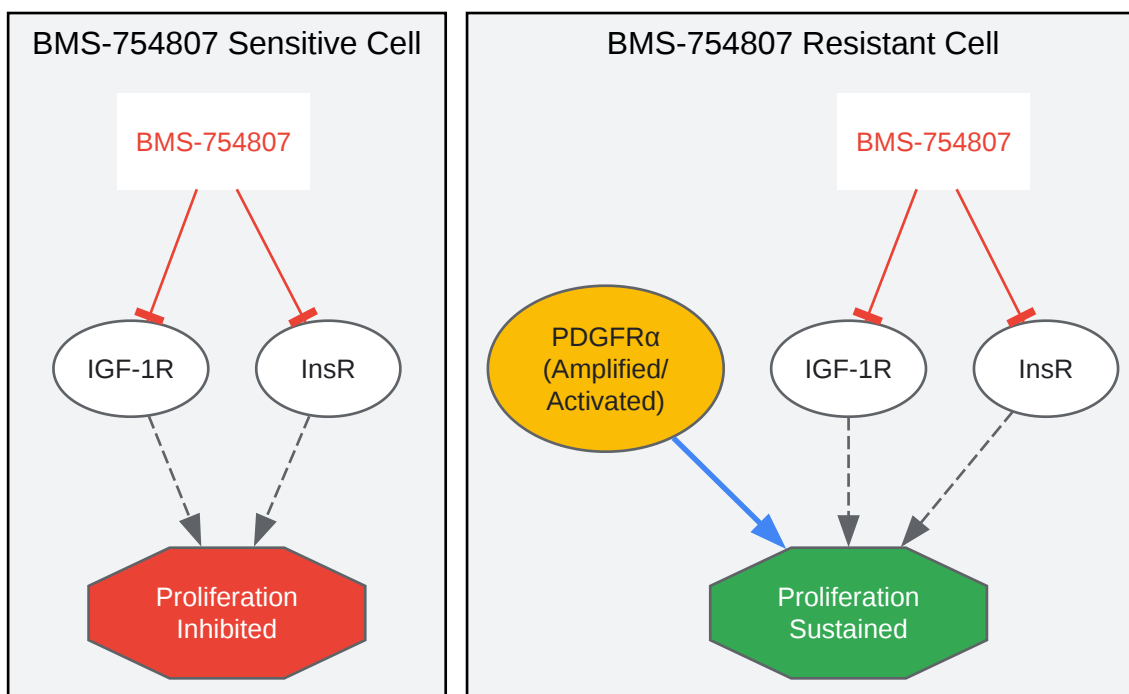 BMS-754807 Sensitive Cell
BMS-754807
IGF-1R
InsR
Proliferation
Inhibited
BMS-754807 Resistant Cell
BMS-754807
PDGFRα
(Amplified/
Activated)
IGF-1R
InsR
Proliferation
Sustained